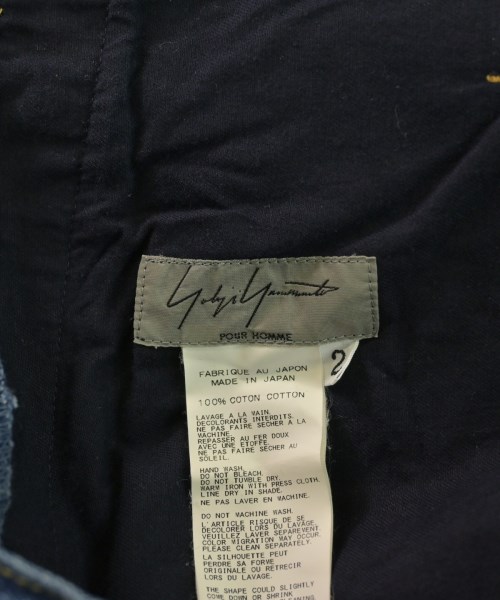 Yohji Yamamoto
POUR HOMME
2
FABRIQUE AU JAPON
MADE IN JAPAN
100% COTON COTTON
LAVAGE A LA MAIN.
DECOLORANTS INTERDITS.
NE PAS FAIRE SECHER A LA
MACHINE.
REPASSER AU FER DOUX
AVEC UNE ETOFFE.
NE PAS FAIRE SECHER AU
SOLEIL.
HAND WASH.
DO NOT BLEACH.
DO NOT TUMBLE DRY.
WARM IRON WITH PRESS CLOTH.
LINE DRY IN SHADE.
NE PAS LAVER EN MACHINE.
DO NOT MACHINE WASH.
L'ARTICLE RISQUE DE SE
DECOLORER LORS DU LAVAGE.
VEUILLEZ LAVER SEPAREMENT.
COLOR MIGRATION MAY OCCUR.
PLEASE CLEAN SEPARATELY.
LA SILHOUETTE PEUT
PERDRE SA FORME
ORIGINALE OU RETRECIR
LORS DU LAVAGE.
THE SHAPE COULD SLIGHTLY